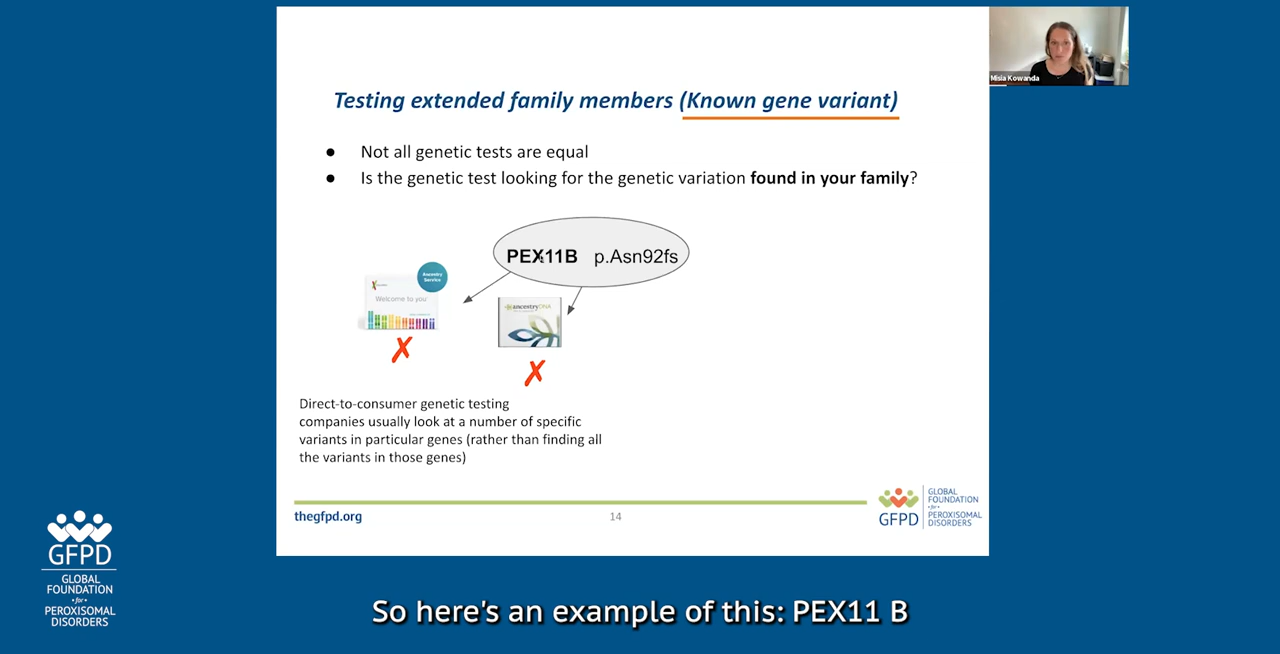 Misia Kowanda
Testing extended family members (Known gene variant)
● Not all genetic tests are equal
● Is the genetic test looking for the genetic variation found in your family?
PEX11B p.Asn92fs
Ancestry
Service
Welcome to you
ancestryDNA
✗
✗
Direct-to-consumer genetic testing
companies usually look at a number of specific
variants in particular genes (rather than finding all
the variants in those genes)
thegfpd.org
14
GFPD
GLOBAL
FOUNDATION
for
PEROXISOMAL
DISORDERS
GFPD
GLOBAL
FOUNDATION
for
PEROXISOMAL
DISORDERS
So here's an example of this: PEX11 B